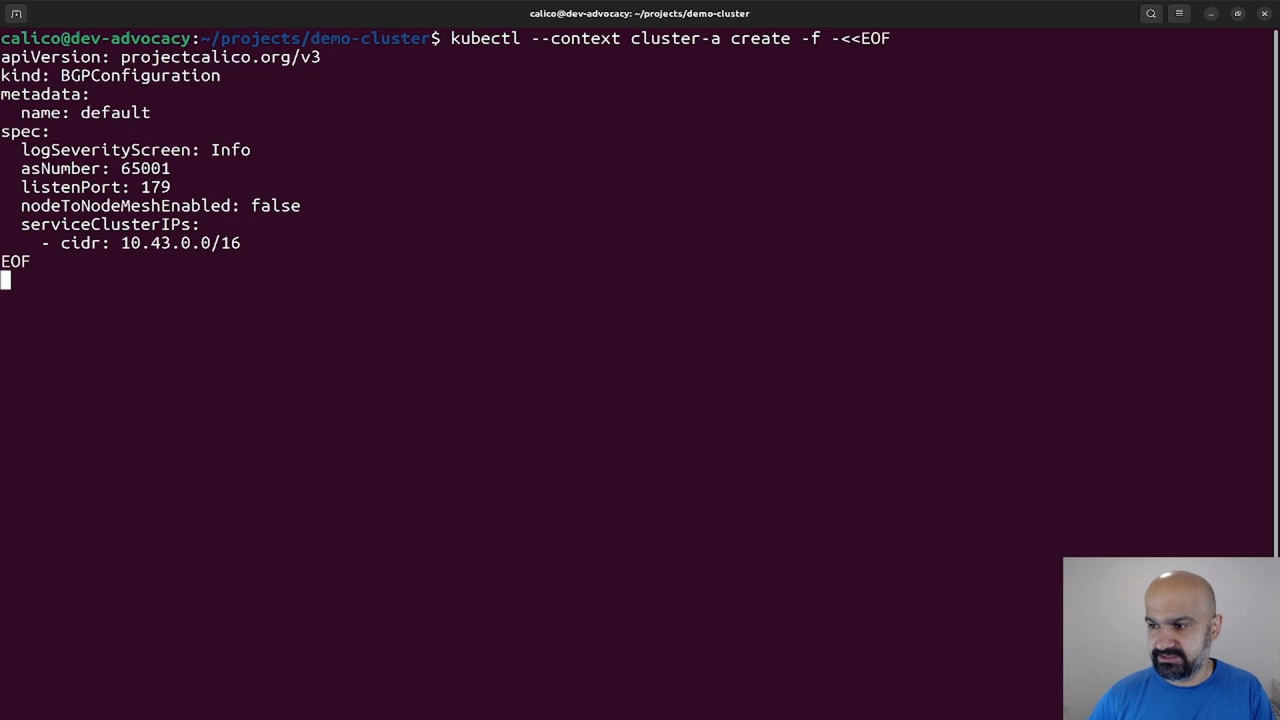 calico@dev-advocacy: ~/projects/demo-cluster
calico@dev-advocacy:~/projects/demo-cluster$ kubectl --context cluster-a create -f -<<EOF
apiVersion: projectcalico.org/v3
kind: BGPConfiguration
metadata:
  name: default
spec:
  logSeverityScreen: Info
  asNumber: 65001
  listenPort: 179
  nodeToNodeMeshEnabled: false
  serviceClusterIPs:
    - cidr: 10.43.0.0/16
EOF